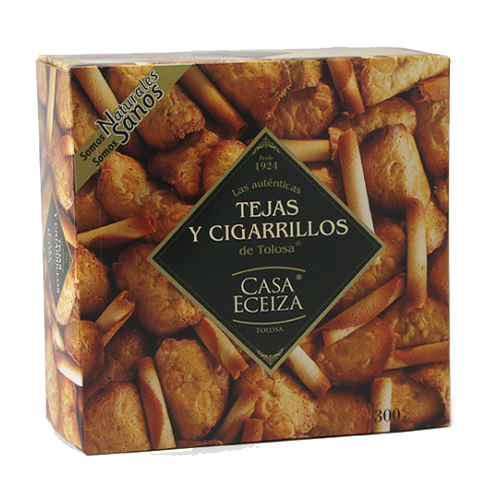 Somos Naturales
Somos Sanos
Desde
1924
Las auténticas
TEJAS
Y CIGARRILLOS
de Tolosa®
CASA®
ECEIZA
TOLOSA
300